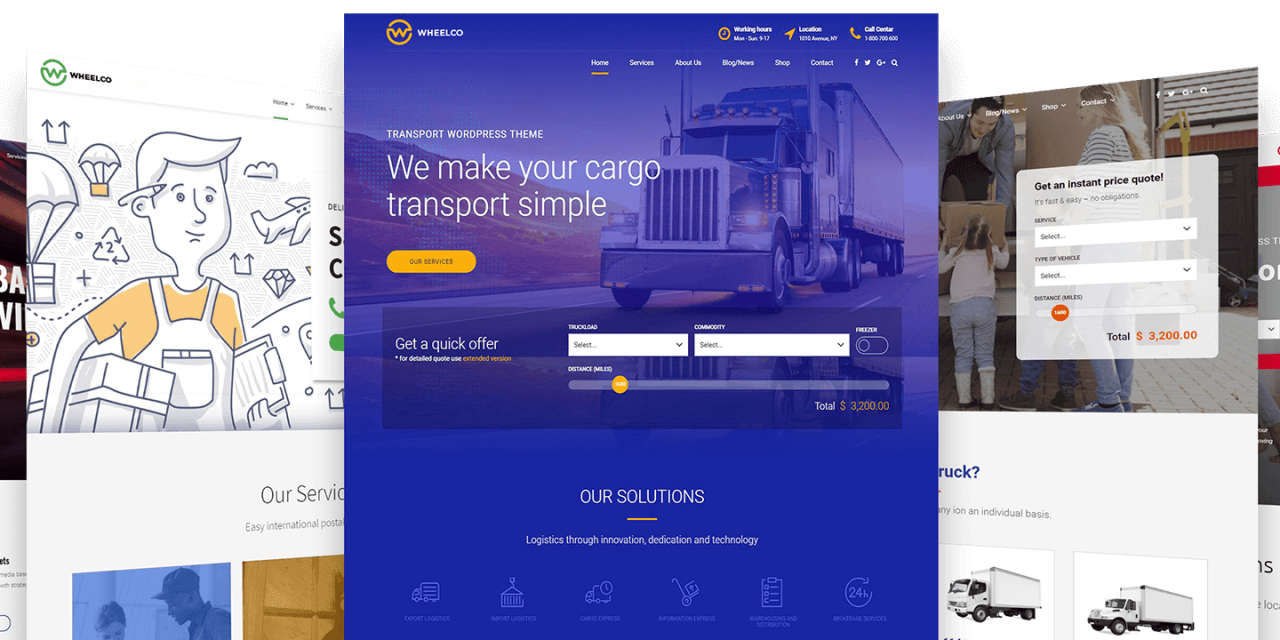 WHEELCO
Working hours
Mon - Sun: 9-17
Location
1010 Avenue, NY
Call Center
1-800-700-600
Home
Services
About Us
Blog/News
Shop
Contact
TRANSPORT WORDPRESS THEME
We make your cargo
transport simple
OUR SERVICES
Get a quick offer
* for detailed quote use extended version
TRUCKLOAD
Select...
COMMODITY
Select...
FREEZER
DISTANCE (MILES)
1600
Total $ 3,200.00
OUR SOLUTIONS
Logistics through innovation, dedication and technology
EXPORT LOGISTICS
IMPORT LOGISTICS
CARGO EXPRESS
INFORMATION EXPRESS
WAREHOUSING AND
DISTRIBUTION
24h
BROKERAGE SERVICES
WHEELCO
Home
Services
DELI
S
C
Our Servic
Easy international postal
Services
BA
WI
ets
About Us
Blog/News
Shop
Contact
Get an instant price quote!
It's fast & easy – no obligations.
SERVICE
Select...
TYPE OF VEHICLE
Select...
DISTANCE (MILES)
1600
Total $ 3,200.00
ruck?
any ion an individual basis.